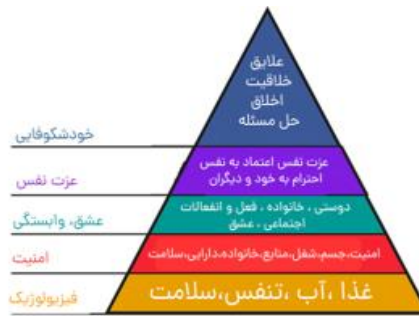 علایق
خلاقیت
اخلاق
حل مسئله
خودشکوفایی
عزت نفس اعتماد به نفس
احترام به خود و دیگران
عزت نفس
دوستی ، خانواده ، فعل و انفعالات
اجتماعی ، عشق
عشق، وابستگی
امنیت،جسم،شغل،منابع،خانواده،دارایی،سلامت
امنیت
غذا ،آب ،تنفس،سلامت
فیزیولوژیک